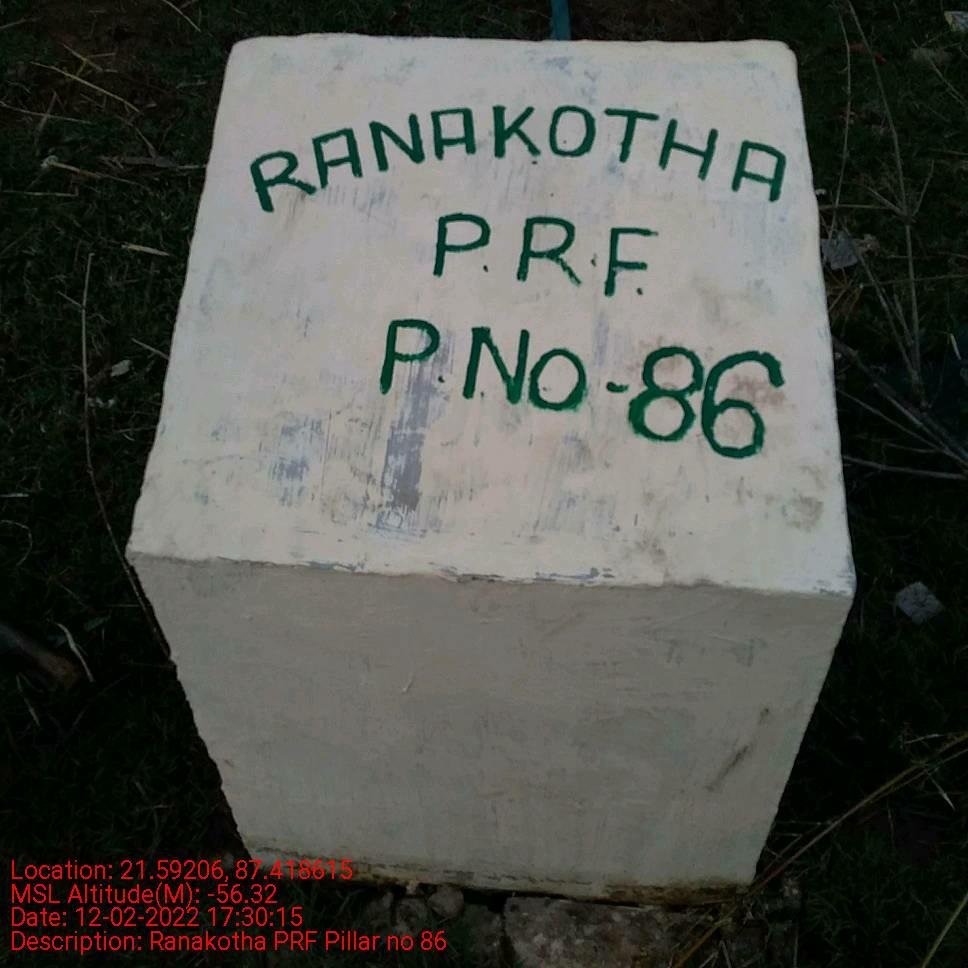 RANAKOTHA
P.R.F.
P.No-86
Location: 21.59206, 87.418615
MSL Altitude(M): -56.32
Date: 12-02-2022 17:30:15
Description: Ranakotha PRF Pillar no 86